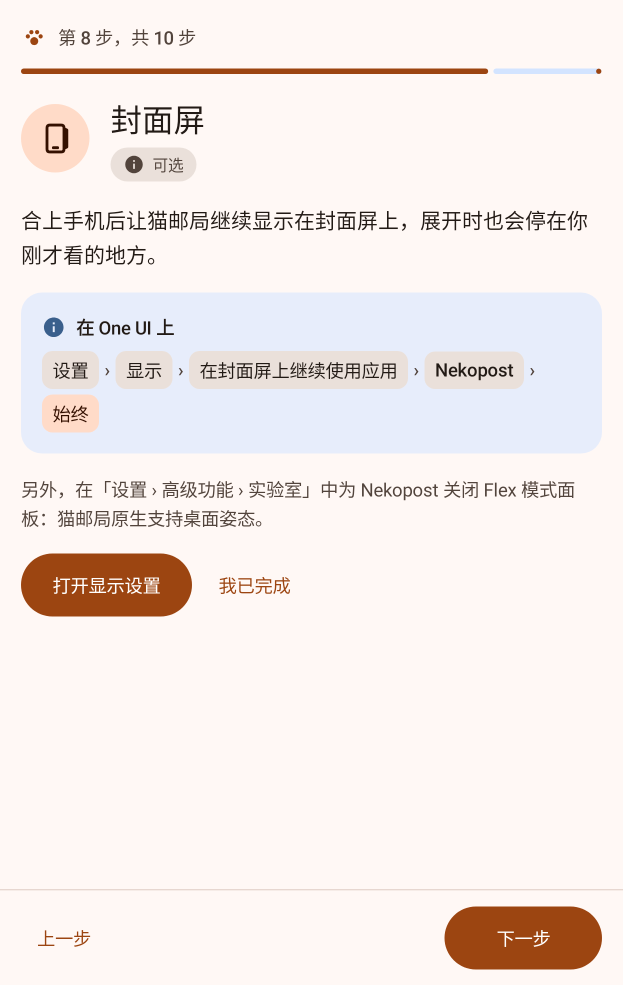 第 8 步，共 10 步
封面屏
可选
合上手机后让猫邮局继续显示在封面屏上，展开时也会停在你
刚才看的地方。
在 One UI 上
设置 › 显示 › 在封面屏上继续使用应用 › Nekopost ›
始终
另外，在「设置 › 高级功能 › 实验室」中为 Nekopost 关闭 Flex 模式面
板：猫邮局原生支持桌面姿态。
打开显示设置 我已完成
上一步 下一步